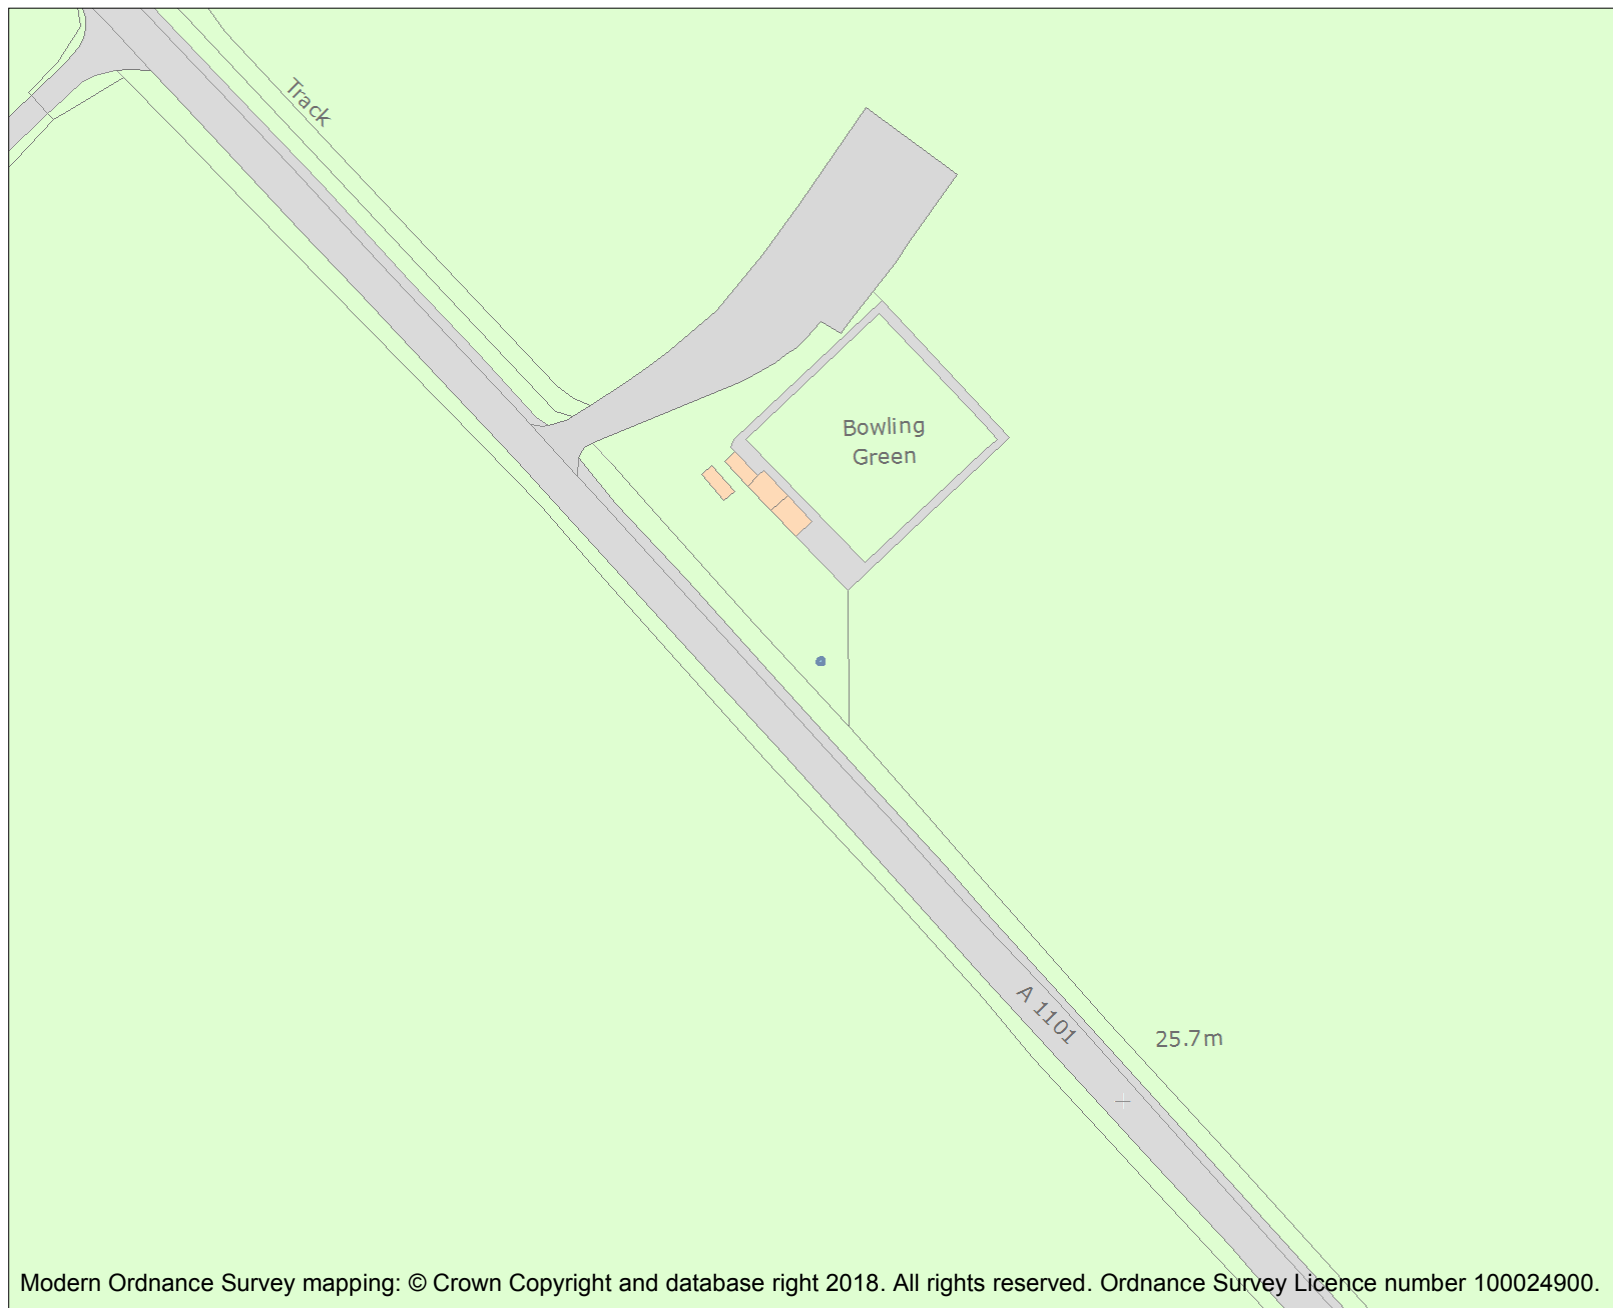 Track
Bowling
Green
A 1101
25.7m
Modern Ordnance Survey mapping: © Crown Copyright and database right 2018. All rights reserved. Ordnance Survey Licence number 100024900.